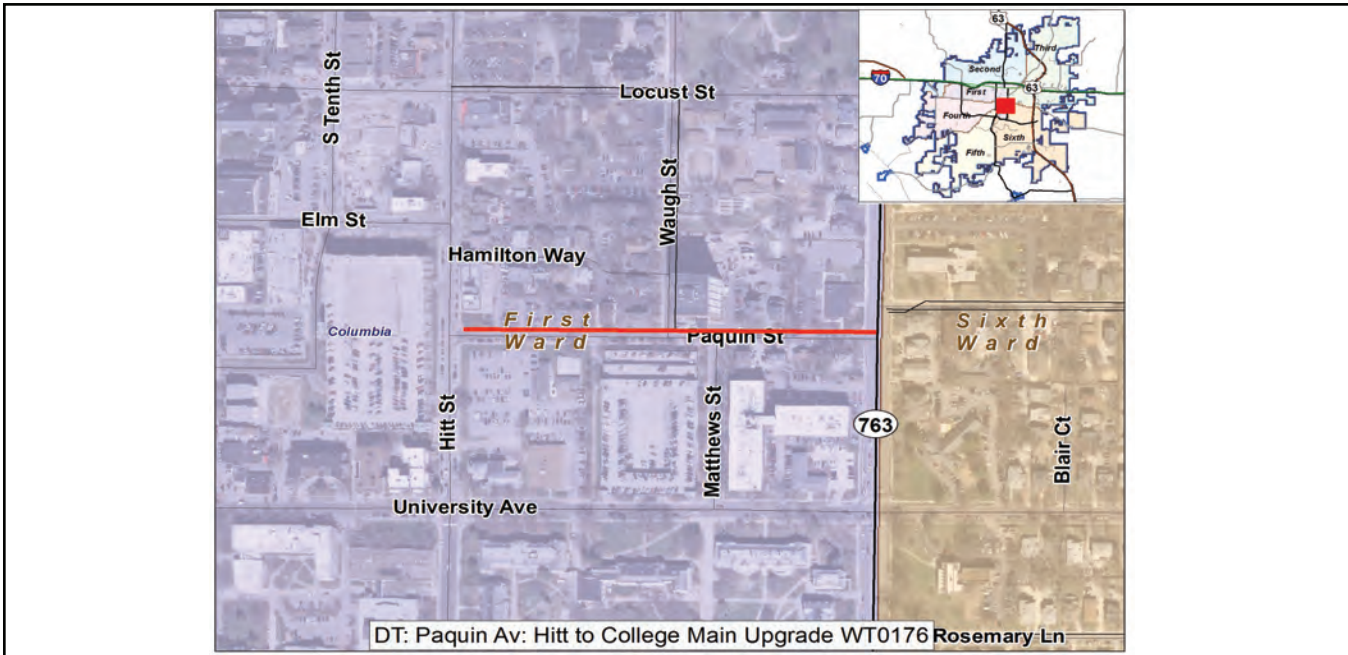 63
Third
Second
70
63
First
Fourth
Sixth
Fifth
S Tenth St
Locust St
Waugh St
Elm St
Hamilton Way
Columbia
First
Ward
Sixth
Ward
Paquin St
Hitt St
Matthews St
763
Blair Ct
University Ave
DT: Paquin Av: Hitt to College Main Upgrade WT0176
Rosemary Ln